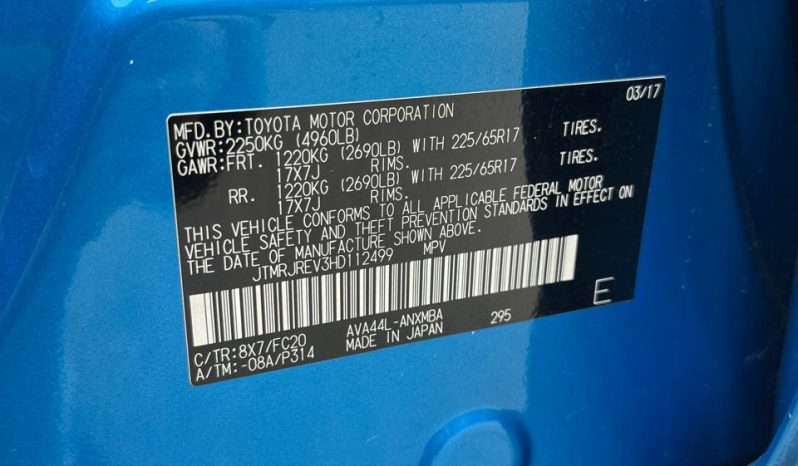 03/17
MFD.BY:TOYOTA MOTOR CORPORATION
GVWR:2250KG (4960LB)
GAWR:FRT. 1220KG (2690LB) WITH 225/65R17 TIRES.
17X7J RIMS.
RR. 1220KG (2690LB) WITH 225/65R17 TIRES.
17X7J RIMS.
THIS VEHICLE CONFORMS TO ALL APPLICABLE FEDERAL MOTOR
VEHICLE SAFETY AND THEFT PREVENTION STANDARDS IN EFFECT ON
THE DATE OF MANUFACTURE SHOWN ABOVE.
JTMRJREV3HD112499 MPV
C/TR:8X7/FC20 AVA44L-ANXMBA 295 E
A/TM:-08A/P314 MADE IN JAPAN